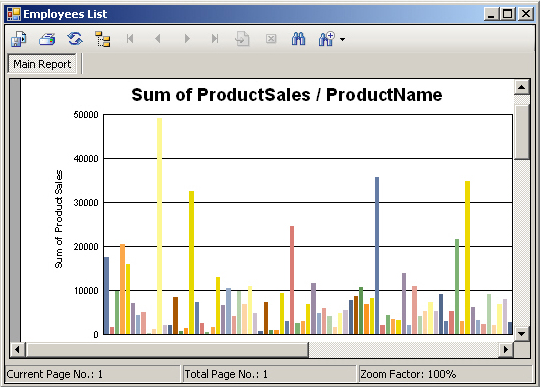 Employees List
Main Report
Sum of ProductSales / ProductName
Sum of Product Sales
50000
40000
30000
20000
10000
0
Current Page No.: 1
Total Page No.: 1
Zoom Factor: 100%